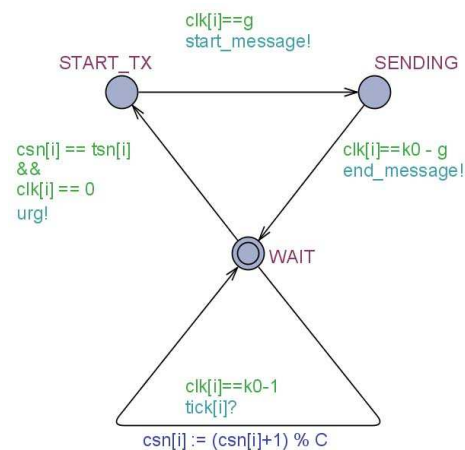 clk[i]==g
start_message!
START_TX
SENDING
csn[i] == tsn[i]
&&
clk[i] == 0
urg!
clk[i]==k0 - g
end_message!
WAIT
clk[i]==k0-1
tick[i]?
csn[i] := (csn[i]+1) % C